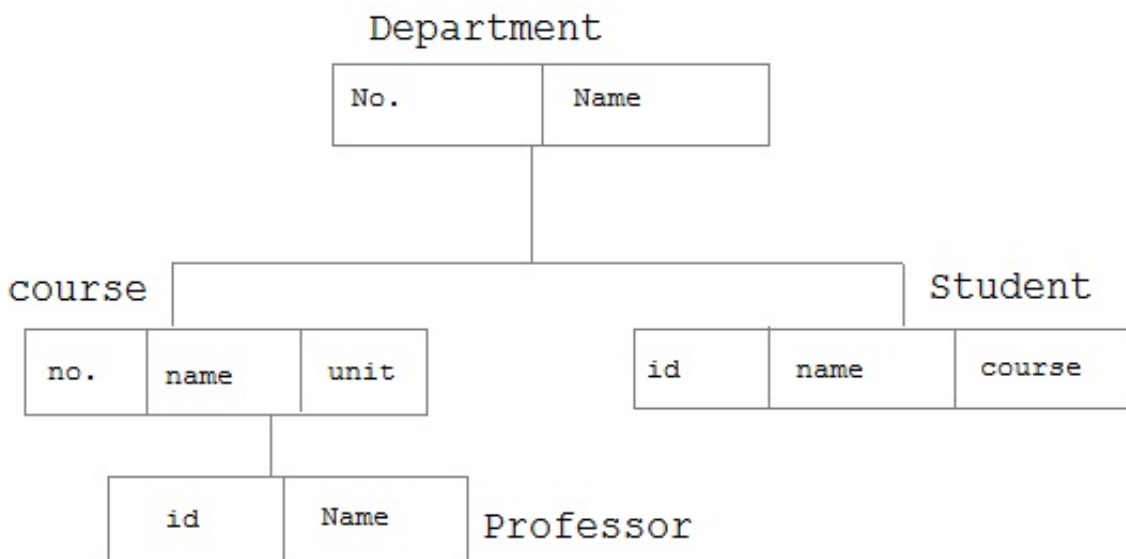 Department
No. Name
course
Student
no. name unit
id name course
id Name
Professor